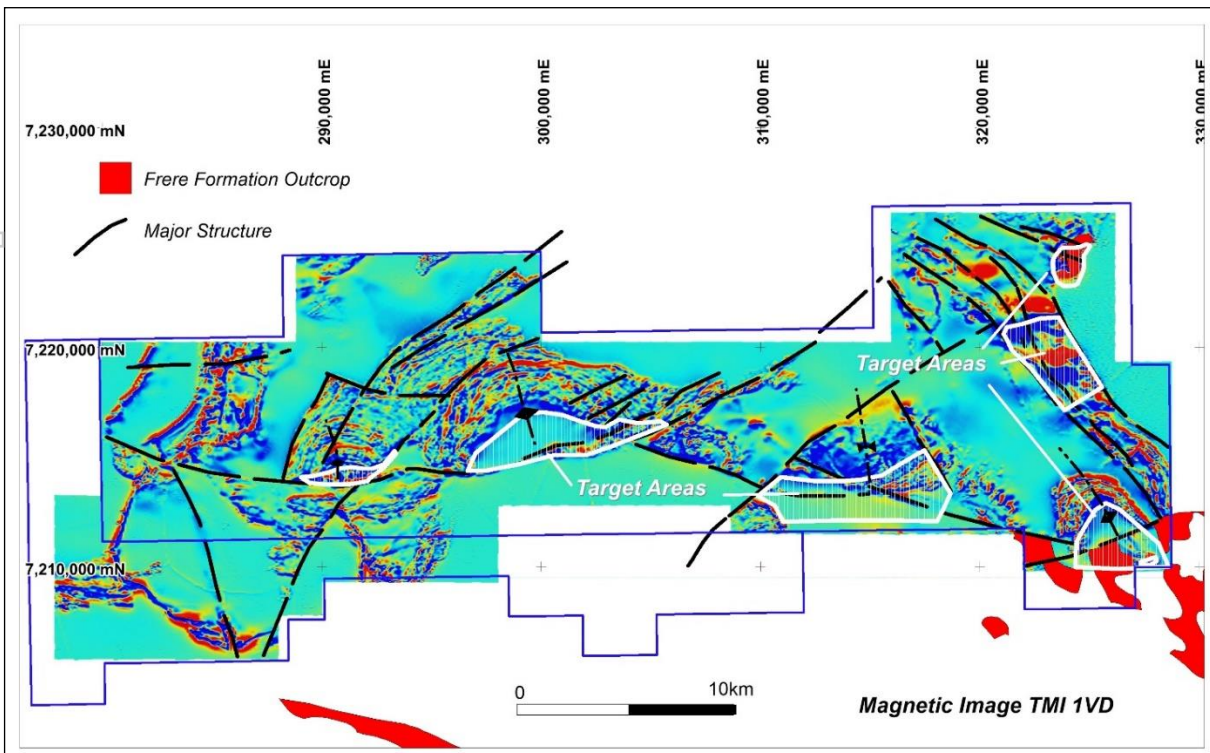 290,000 mE
300,000 mE
310,000 mE
320,000 mE
7,230,000 mN
Frere Formation Outcrop
Major Structure
7,220,000 mN
Target Areas
Target Areas
7,210,000 mN
0
10km
Magnetic Image TMI 1VD